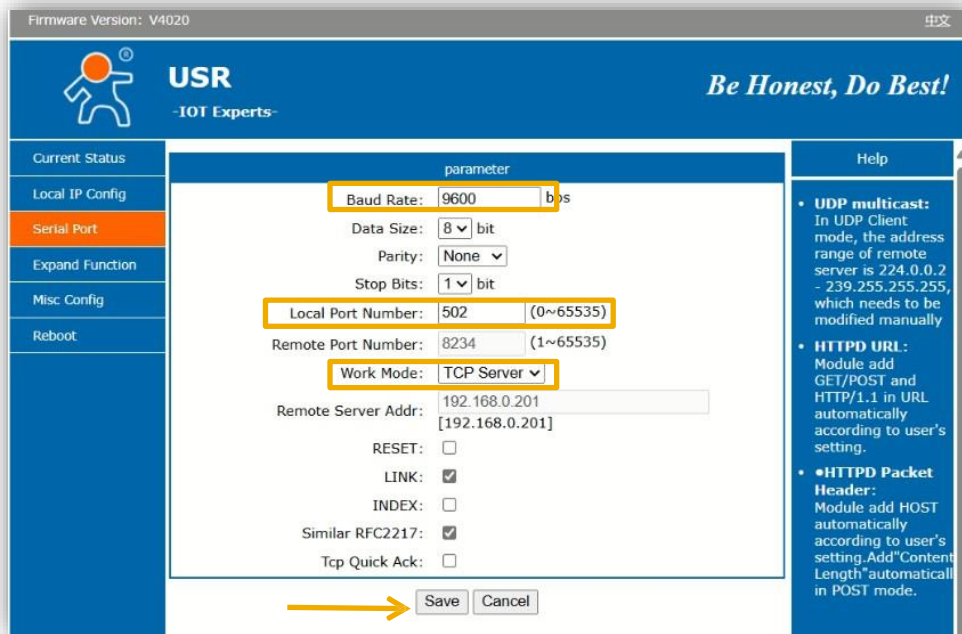 Firmware Version: V4020
中文
®
USR
-IOT Experts-
Be Honest, Do Best!
Current Status
Local IP Config
Serial Port
Expand Function
Misc Config
Reboot
parameter
Baud Rate: 9600 bps
Data Size: 8 bit
Parity: None
Stop Bits: 1 bit
Local Port Number: 502 (0~65535)
Remote Port Number: 8234 (1~65535)
Work Mode: TCP Server
Remote Server Addr: 192.168.0.201
[192.168.0.201]
RESET:
LINK:
INDEX:
Similar RFC2217:
Tcp Quick Ack:
Save Cancel
Help
• UDP multicast:
In UDP Client
mode, the address
range of remote
server is 224.0.0.2
- 239.255.255.255,
which needs to be
modified manually
• HTTPD URL:
Module add
GET/POST and
HTTP/1.1 in URL
automatically
according to user's
setting.
• ●HTTPD Packet
Header:
Module add HOST
automatically
according to user's
setting.Add"Content
Length"automaticall
in POST mode.